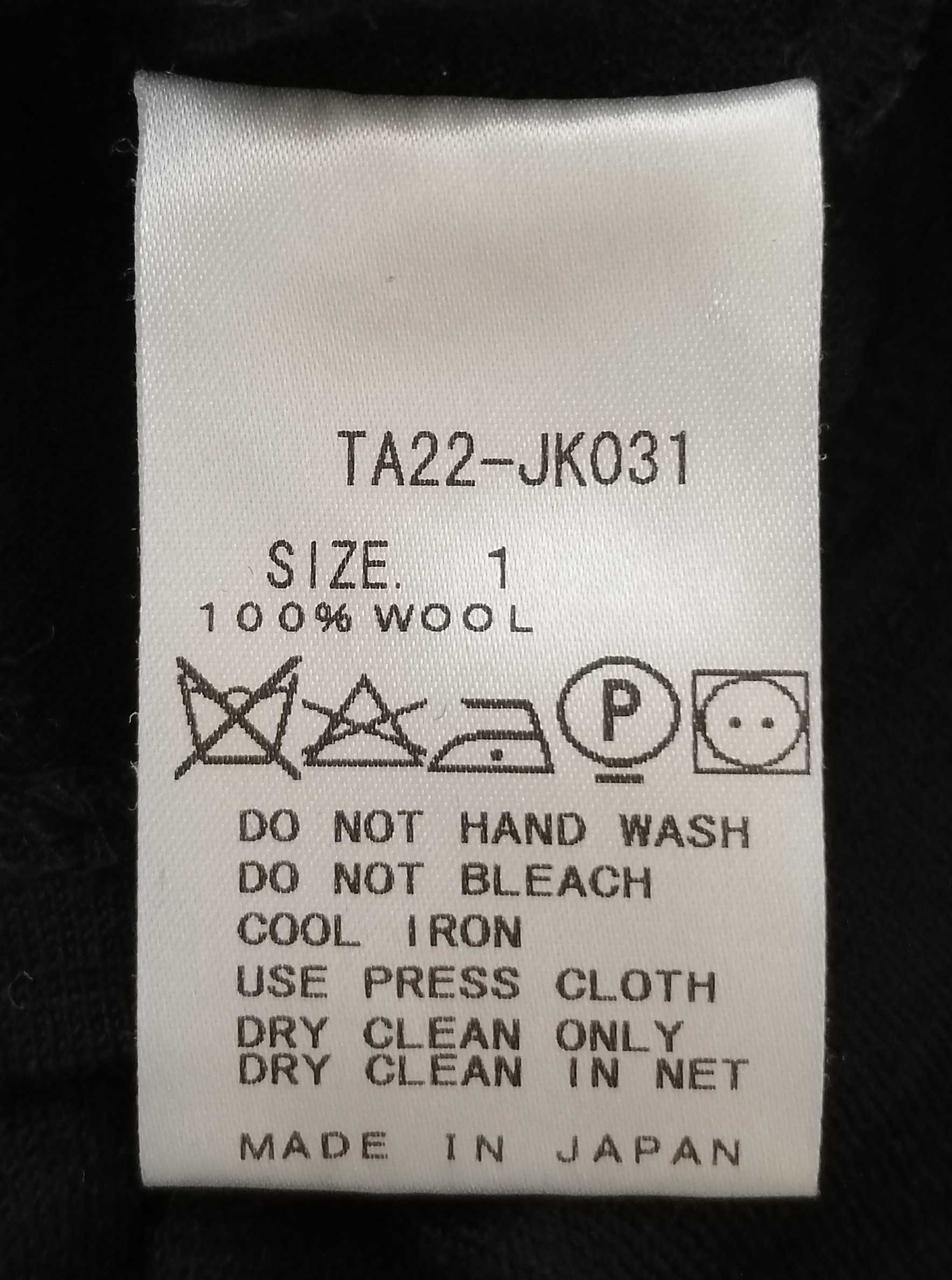 TA22-JK031
SIZE. 1
100% WOOL
P
DO NOT HAND WASH
DO NOT BLEACH
COOL IRON
USE PRESS CLOTH
DRY CLEAN ONLY
DRY CLEAN IN NET
MADE IN JAPAN